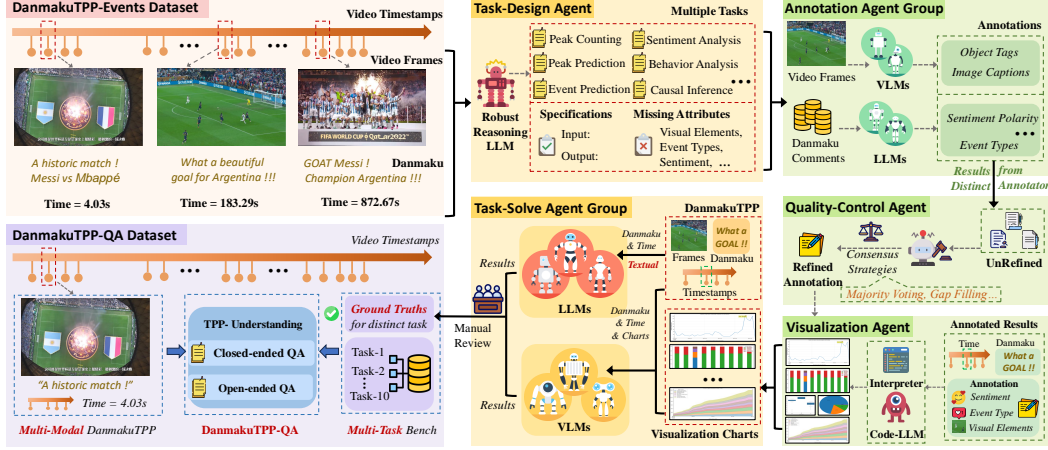 DanmakuTPP-Events Dataset
Video Timestamps
Video Frames
A historic match !
Messi vs Mbappé
What a beautiful
goal for Argentina !!!
GOAT Messi !
Champion Argentina !!!
Danmaku
Time = 4.03s
Time = 183.29s
Time = 872.67s
FIFA WORLD CUP Qatar2022
Task-Design Agent
Multiple Tasks
Peak Counting
Sentiment Analysis
Peak Prediction
Behavior Analysis
Event Prediction
Causal Inference
Robust
Reasoning
LLM
Specifications
Input:
Output:
Missing
Attributes
Visual Elements,
Event Types,
Sentiment, ...
Annotation Agent Group
Annotations
Video Frames
VLMs
Object Tags
Image Captions
Danmaku
Comments
LLMs
Sentiment Polarity
Event Types
Results from
Distinct Annotator
Quality-Control Agent
Refined
Annotation
Consensus
Strategies
UnRefined
Majority Voting, Gap Filling...
Visualization Agent
Annotated Results
Time
Danmaku
What a
GOAL !!
Interpreter
Code-LLM
Annotation
Sentiment
Event Type
Visual Elements
Task-Solve Agent Group
DanmakuTPP
LLMs
Danmaku
& Time
Textual
What a
GOAL !!
Frames
Danmaku
Timestamps
Results
Danmaku
& Time
& Charts
VLMs
Results
Visualization Charts
Manual
Review
DanmakuTPP-QA Dataset
Video Timestamps
"A historic match !"
Time = 4.03s
Multi-Modal DanmakuTPP
TPP- Understanding
Closed-ended QA
Open-ended QA
DanmakuTPP-QA
Ground Truths
for distinct task
Task-1
Task-2
Task-10
Multi-Task Bench